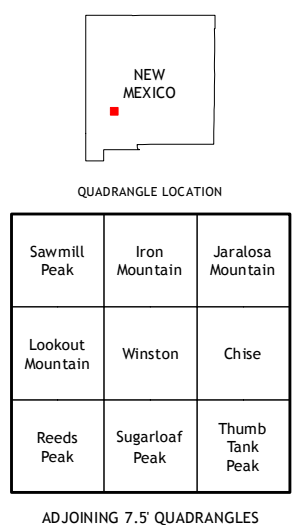 NEW
MEXICO
QUADRANGLE LOCATION
Sawmill
Peak
Iron
Mountain
Jaralosa
Mountain
Lookout
Mountain
Winston
Chise
Reeds
Peak
Sugarloaf
Peak
Thumb
Tank
Peak
ADJOINING 7.5' QUADRANGLES